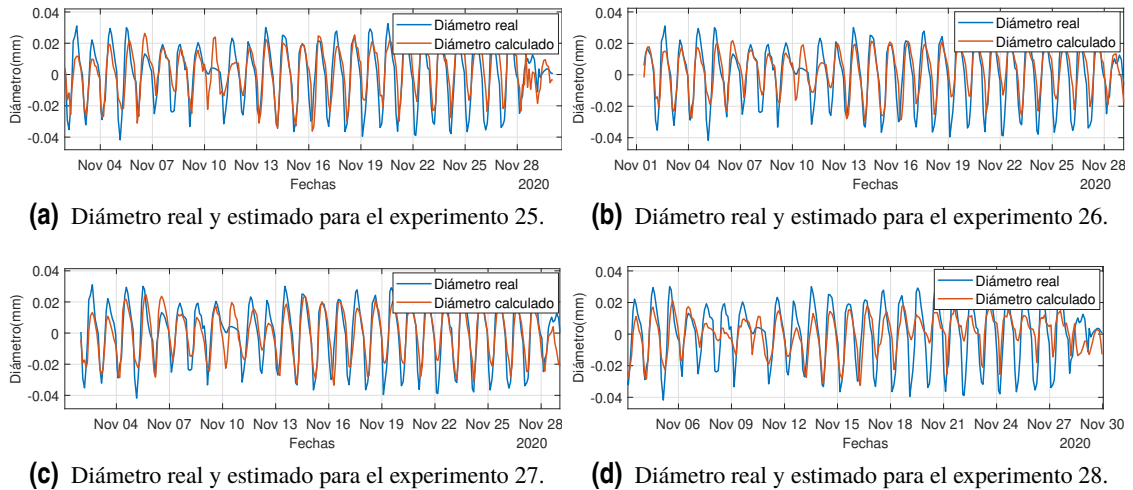 0.04
0.02
0
-0.02
-0.04
Diámetro(mm)
Diámetro real
Diámetro calculado
Nov 04 Nov 07 Nov 10 Nov 13 Nov 16 Nov 19 Nov 22 Nov 25 Nov 28
Fechas
2020
(a) Diámetro real y estimado para el experimento 25.
0.04
0.02
0
-0.02
-0.04
Diámetro(mm)
Diámetro real
Diámetro calculado
Nov 01 Nov 04 Nov 07 Nov 10 Nov 13 Nov 16 Nov 19 Nov 22 Nov 25 Nov 28
Fechas
2020
(b) Diámetro real y estimado para el experimento 26.
0.04
0.02
0
-0.02
-0.04
Diámetro(mm)
Diámetro real
Diámetro calculado
Nov 04 Nov 07 Nov 10 Nov 13 Nov 16 Nov 19 Nov 22 Nov 25 Nov 28
Fechas
2020
(c) Diámetro real y estimado para el experimento 27.
0.04
0.02
0
-0.02
-0.04
Diámetro(mm)
Diámetro real
Diámetro calculado
Nov 06 Nov 09 Nov 12 Nov 15 Nov 18 Nov 21 Nov 24 Nov 27 Nov 30
Fechas
2020
(d) Diámetro real y estimado para el experimento 28.